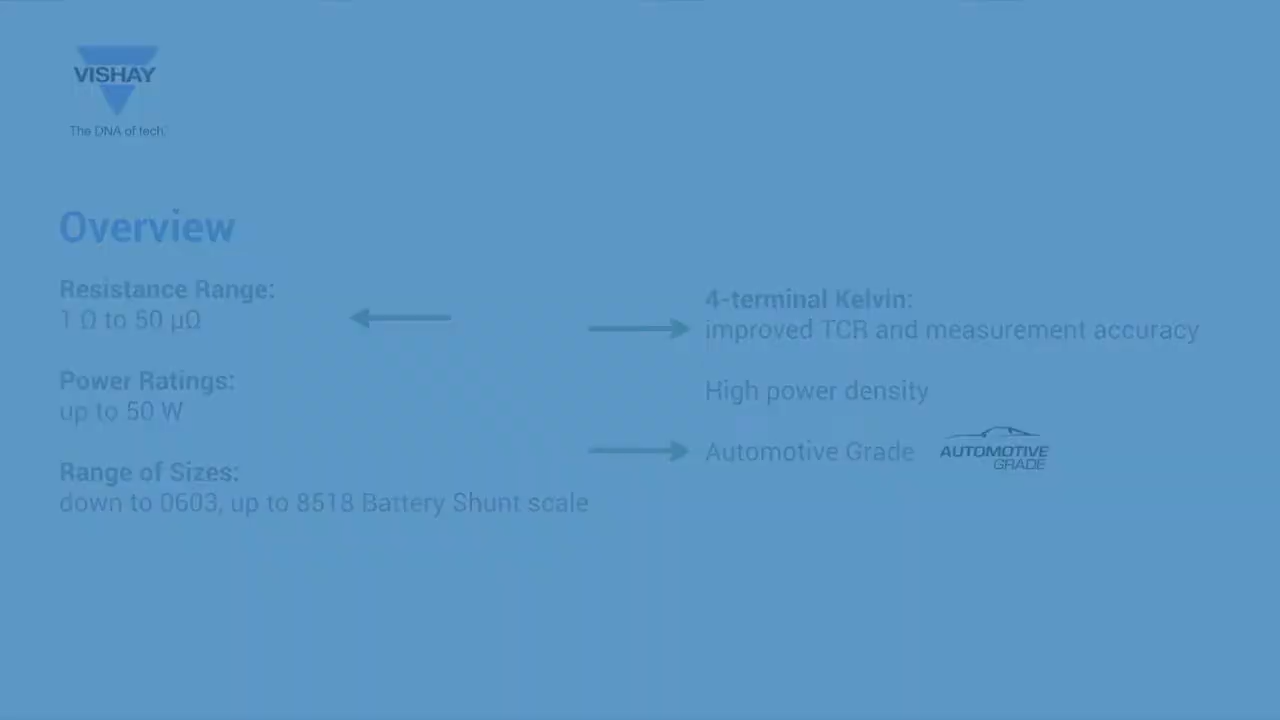 VISHAY
The DNA of tech.
Overview
Resistance Range:
1 Ω to 50 µΩ
Power Ratings:
up to 50 W
Range of Sizes:
down to 0603, up to 8518 Battery Shunt scale
4-terminal Kelvin:
improved TCR and measurement accuracy
High power density
Automotive Grade
AUTOMOTIVE
GRADE